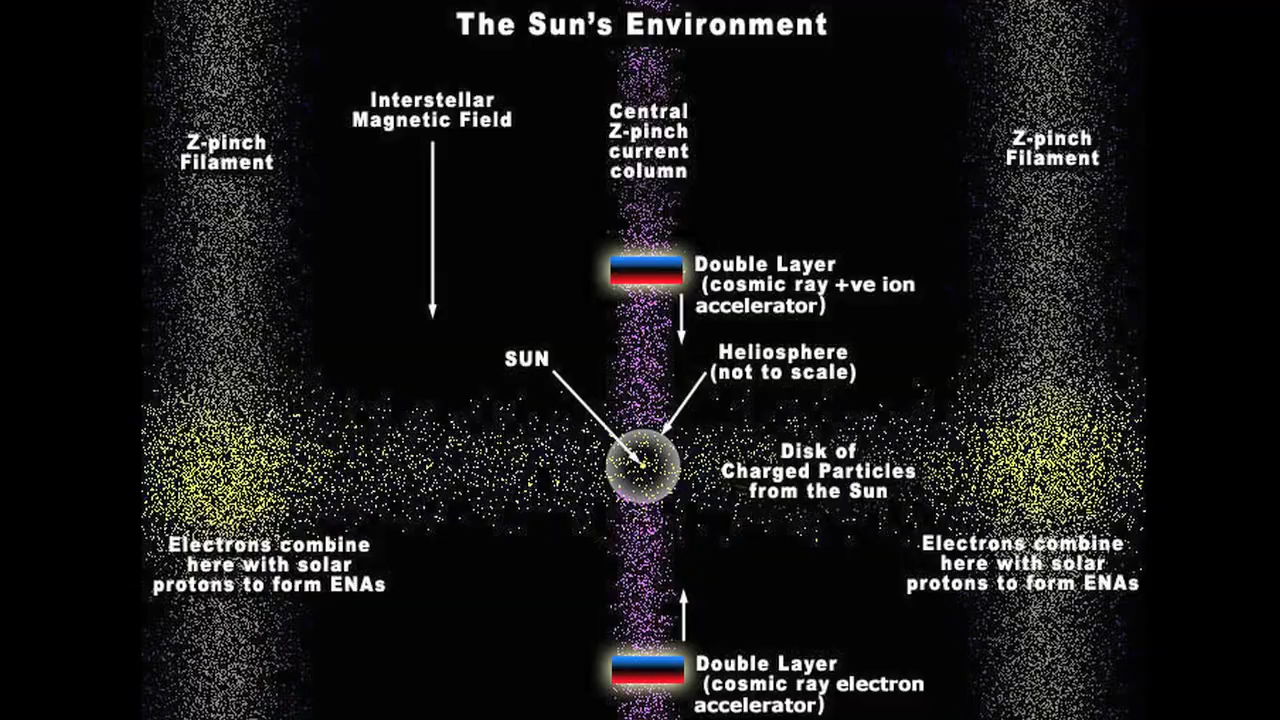 The Sun's Environment
Interstellar
Magnetic Field
Central
Z-pinch
current
column
Z-pinch
Filament
Z-pinch
Filament
Double Layer
(cosmic ray +ve ion
accelerator)
SUN
Heliosphere
(not to scale)
Disk of
Charged Particles
from the Sun
Electrons combine
here with solar
protons to form ENAs
Electrons combine
here with solar
protons to form ENAs
Double Layer
(cosmic ray electron
accelerator)